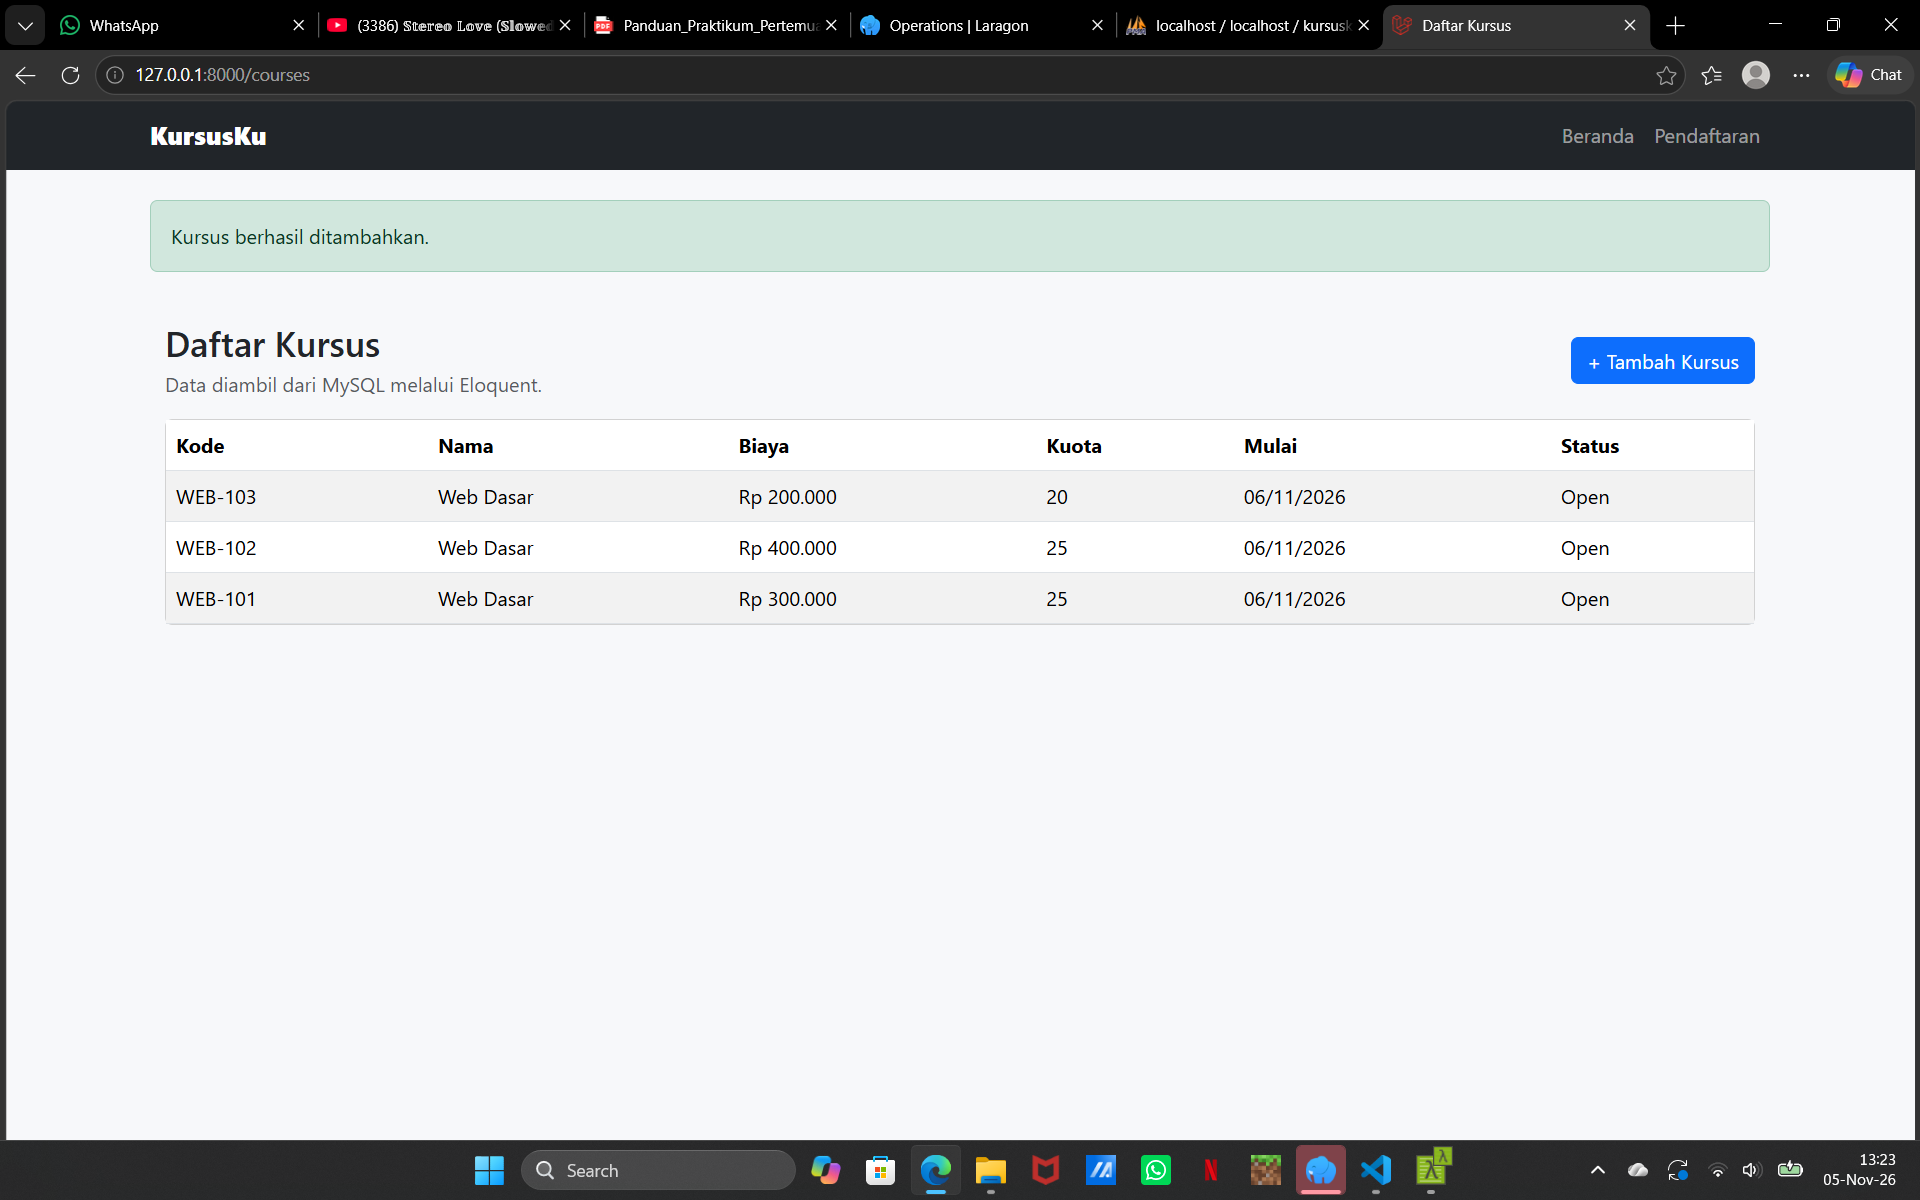 WhatsApp
(3386) Stereo Love (Slowed
Panduan_Praktikum_Pertemua
Operations | Laragon
localhost / localhost / kursusk
Daftar Kursus
127.0.0.1:8000/courses
Chat
KursusKu
Beranda Pendaftaran
Kursus berhasil ditambahkan.
Daftar Kursus
Data diambil dari MySQL melalui Eloquent.
+ Tambah Kursus
Kode Nama Biaya Kuota Mulai Status
WEB-103 Web Dasar Rp 200.000 20 06/11/2026 Open
WEB-102 Web Dasar Rp 400.000 25 06/11/2026 Open
WEB-101 Web Dasar Rp 300.000 25 06/11/2026 Open
Search
13:23
05-Nov-26